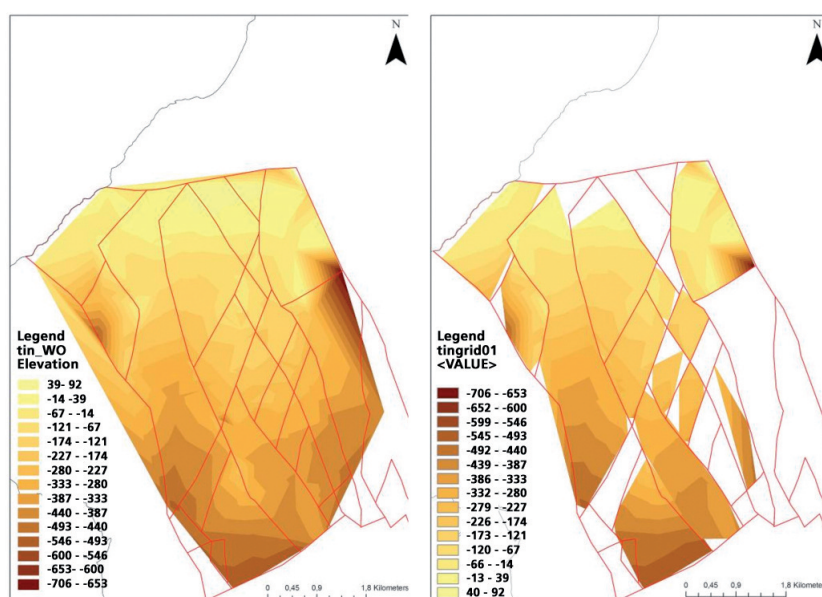 N
Legend
tin_WO
Elevation
39- 92
-14 -39
-67 --14
-121 --67
-174 --121
-227 --174
-280 --227
-333 --280
-387 --333
-440 --387
-493 --440
-546 --493
-600 --546
-653--600
-706 --653
0 0,45 0,9 1,8 Kilometers
N
Legend
tingrid01
<VALUE>
-706 --653
-652 --600
-599 --546
-545 --493
-492 --440
-439 --387
-386 --333
-332 --280
-279 --227
-226 --174
-173 --121
-120 --67
-66 --14
-13 -39
40 - 92
0 0,45 0,9 1,8 Kilometers